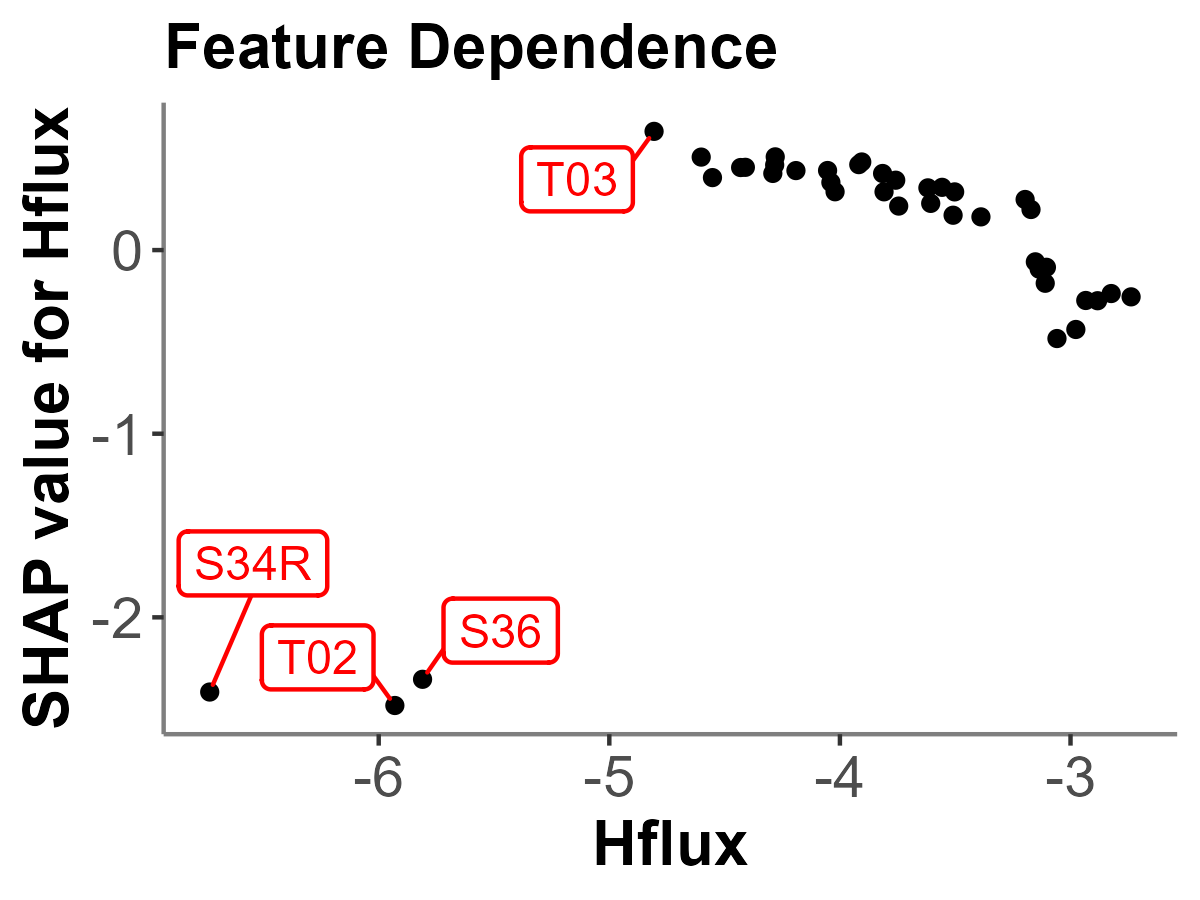 Feature Dependence
SHAP value for Hflux
0
-1
-2
T03
S34R
T02
S36
-6
-5
-4
-3
Hflux